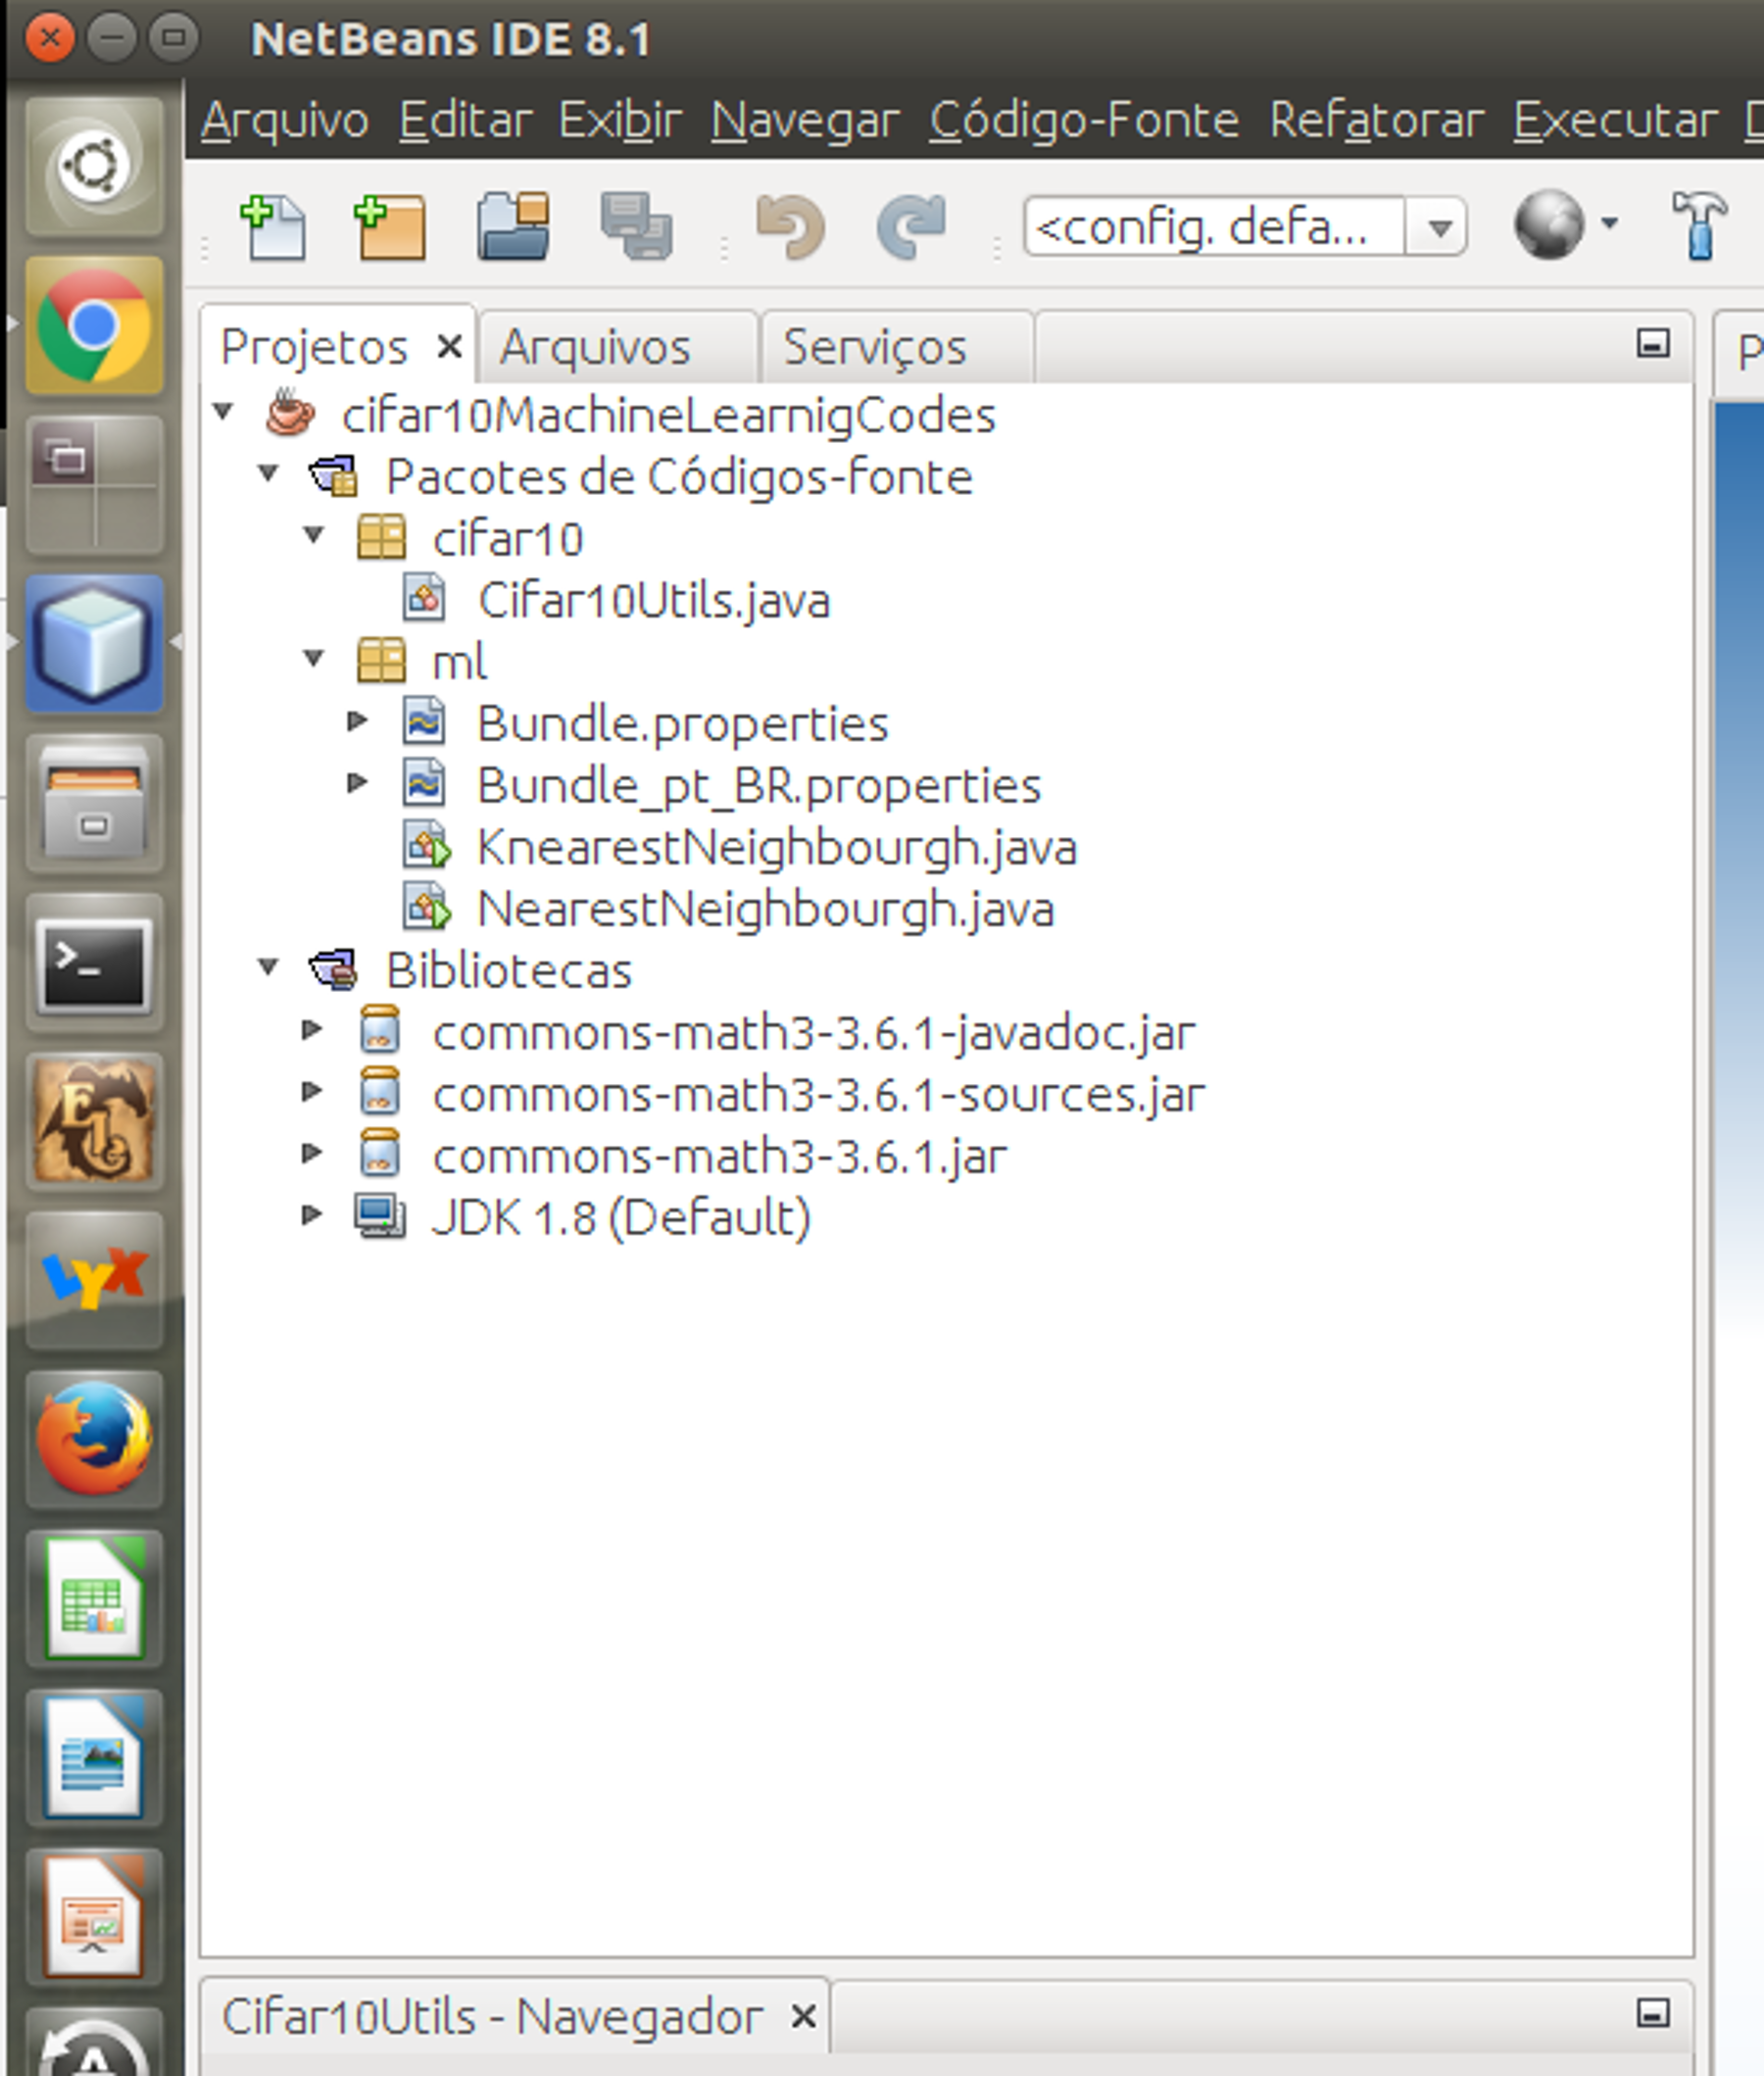 NetBeans IDE 8.1
Arquivo Editar Exibir Navegar Código-Fonte Refatorar Executar
<config. defa...
Projetos Arquivos Serviços
cifar10MachineLearnigCodes
Pacotes de Códigos-fonte
cifar10
Cifar10Utils.java
ml
Bundle.properties
Bundle_pt_BR.properties
KnearestNeighbourgh.java
NearestNeighbourgh.java
Bibliotecas
commons-math3-3.6.1-javadoc.jar
commons-math3-3.6.1-sources.jar
commons-math3-3.6.1.jar
JDK 1.8 (Default)
LYX
Cifar10Utils - Navegador